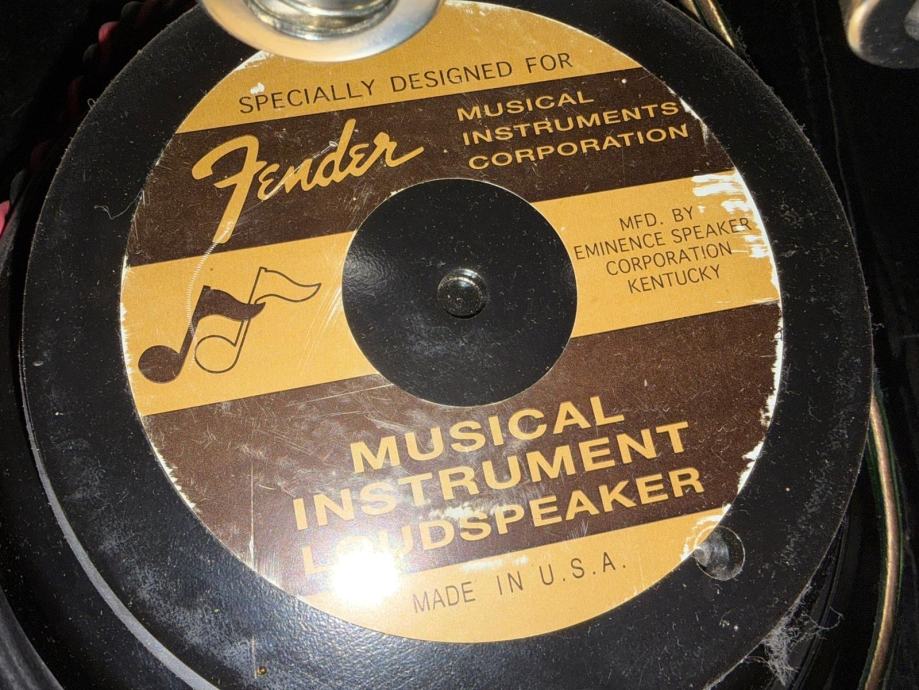 SPECIALLY DESIGNED FOR
Fender
MUSICAL
INSTRUMENTS
CORPORATION
MFD. BY
EMINENCE SPEAKER
CORPORATION
KENTUCKY
MUSICAL
INSTRUMENT
LOUDSPEAKER
MADE IN U.S.A.